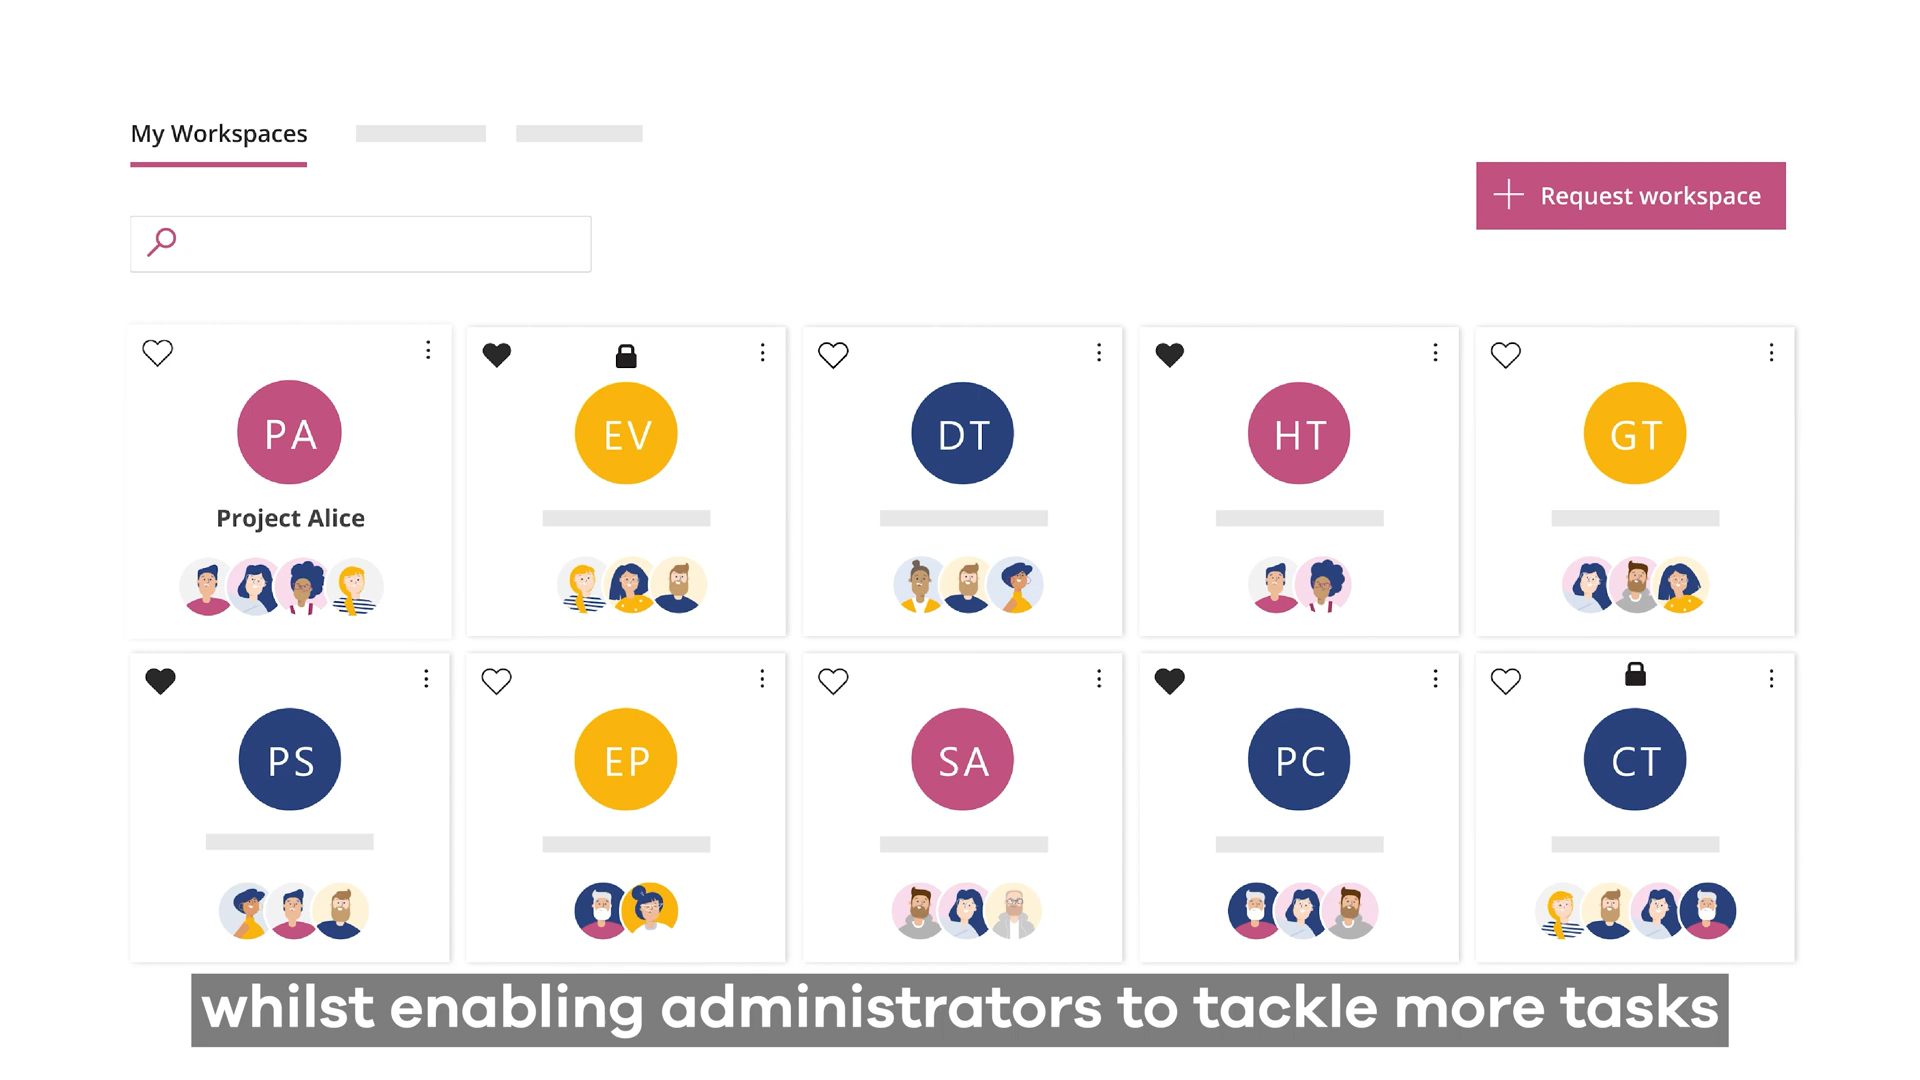 My Workspaces
Request workspace
PA
EV
DT
HT
GT
Project Alice
PS
EP
SA
PC
CT
whilst enabling administrators to tackle more tasks